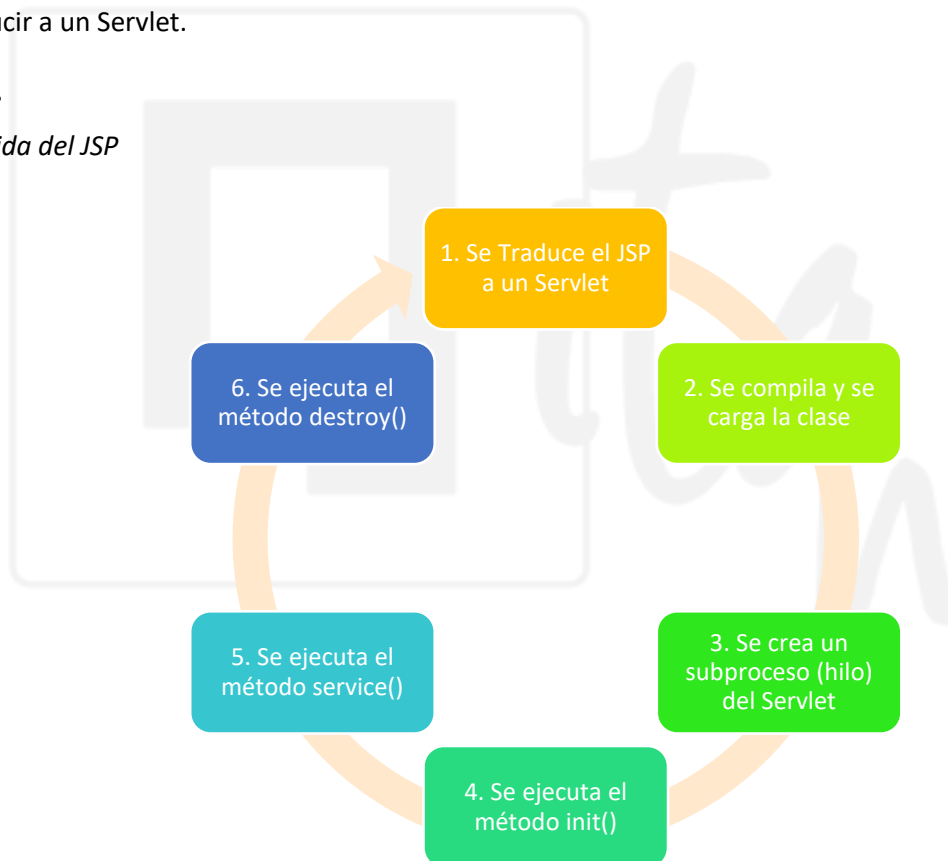 ucir a un Servlet.
ida del JSP
1. Se Traduce el JSP
a un Servlet
2. Se compila y se
carga la clase
3. Se crea un
subproceso (hilo)
del Servlet
4. Se ejecuta el
método init()
5. Se ejecuta el
método service()
6. Se ejecuta el
método destroy()